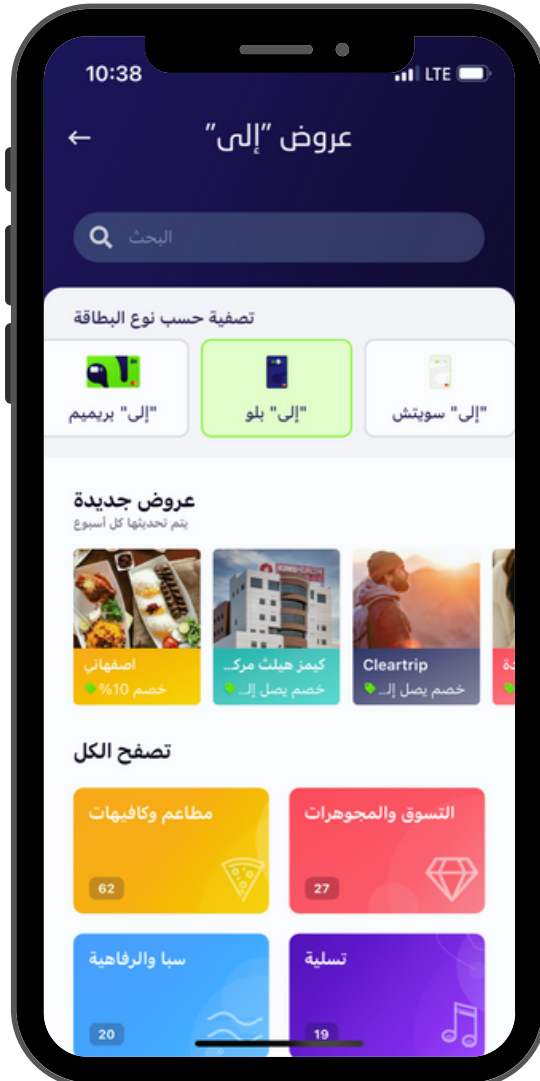 10:38
LTE
عروض "إلى"
البحث
تصفية حسب نوع البطاقة
"إلى" سويتش
"إلى" بلو
"إلى" بريميم
عروض جديدة
يتم تحديثها كل أسبوع
Cleartrip
خصم يصل إلـ...
كيمز هيلث مركـ...
خصم يصل إلـ...
اصفهاني
خصم 10%
تصفح الكل
التسوق والمجوهرات
27
مطاعم وكافيهات
62
تسلية
19
سبا والرفاهية
20